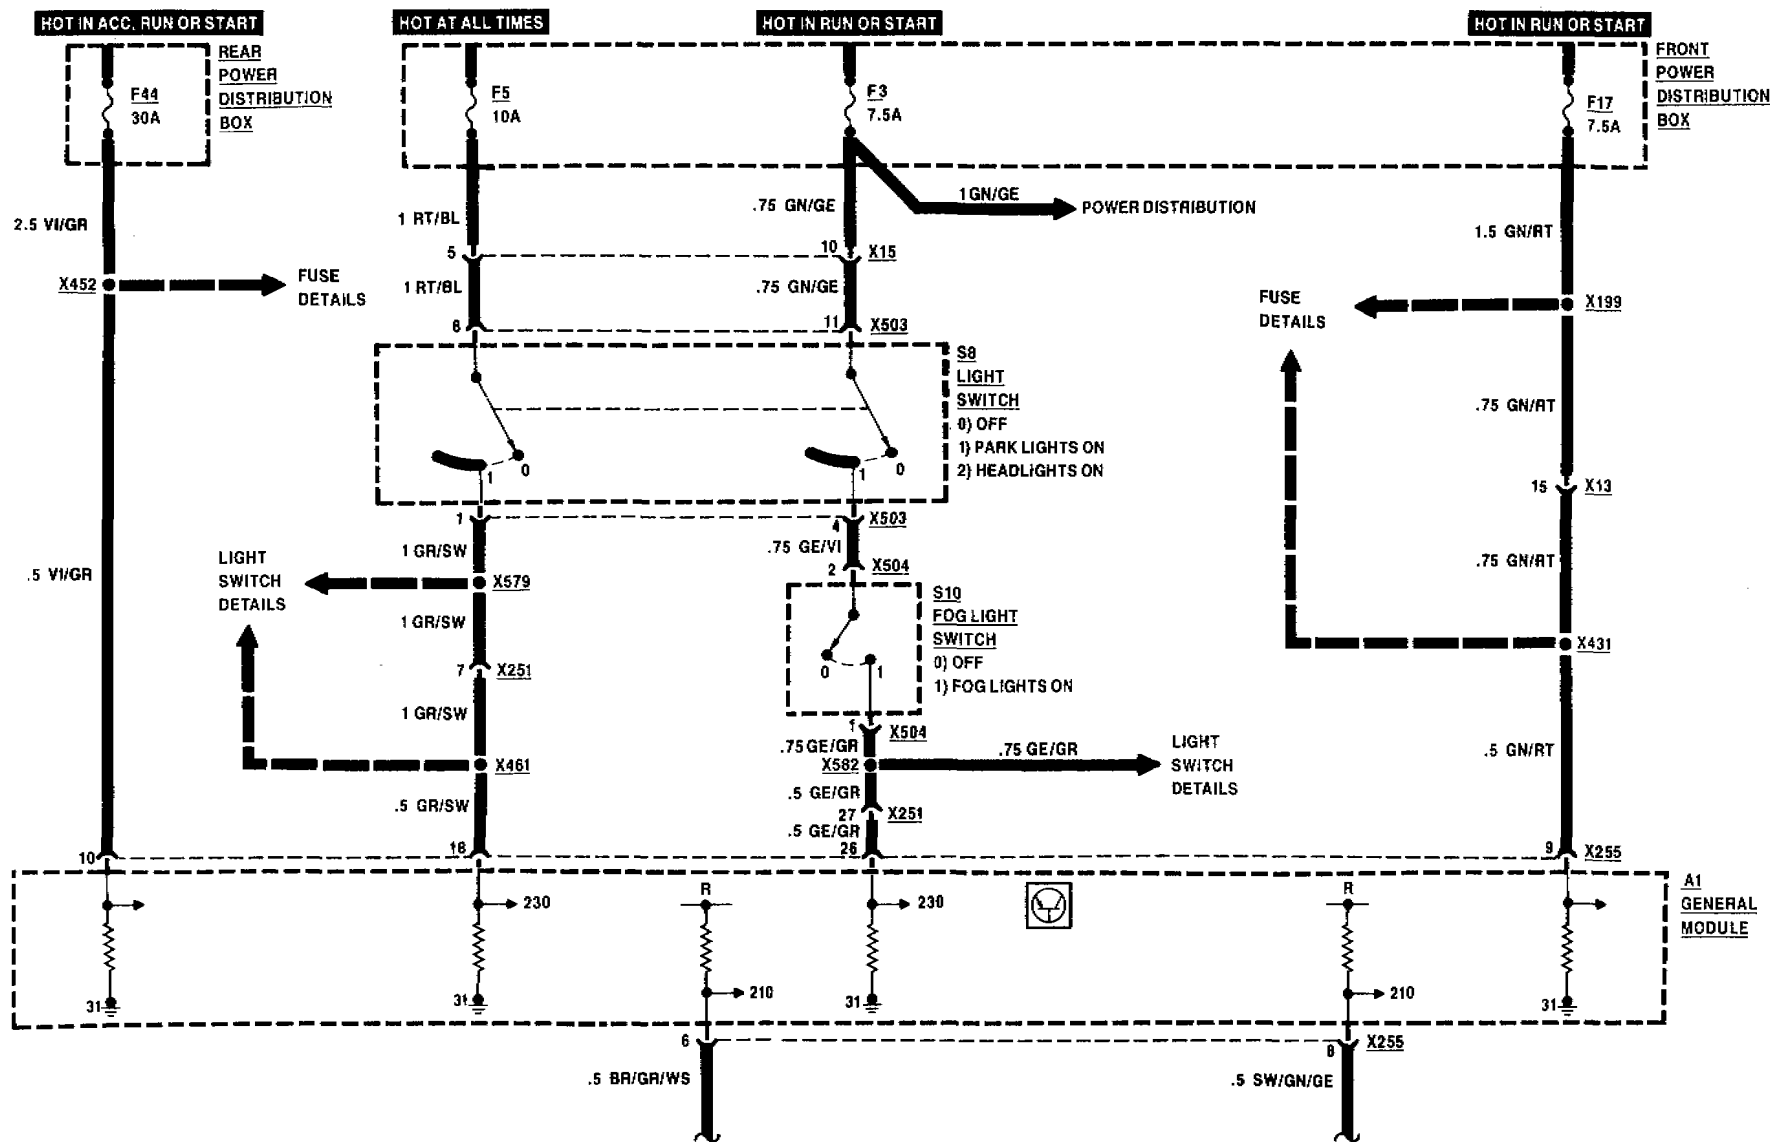 HOT IN ACC, RUN OR START
HOT AT ALL TIMES
HOT IN RUN OR START
HOT IN RUN OR START
REAR
POWER
DISTRIBUTION
BOX
F44
30A
F5
10A
F3
7.5A
F17
7.5A
FRONT
POWER
DISTRIBUTION
BOX
2.5 VI/GR
1 RT/BL
.75 GN/GE
1 GN/GE
POWER DISTRIBUTION
1.5 GN/RT
5
10
X15
X452
FUSE
DETAILS
1 RT/BL
.75 GN/GE
FUSE
DETAILS
X199
8
11
X503
S8
LIGHT
SWITCH
0) OFF
1) PARK LIGHTS ON
2) HEADLIGHTS ON
.75 GN/RT
0
1
0
1
15
X13
1
4
X503
1 GR/SW
.75 GE/VI
.5 VI/GR
LIGHT
SWITCH
DETAILS
X579
2
X504
.75 GN/RT
S10
FOG LIGHT
SWITCH
0) OFF
1) FOG LIGHTS ON
1 GR/SW
0
1
X431
7
X251
1 GR/SW
1
X504
.75 GE/GR
.75 GE/GR
LIGHT
SWITCH
DETAILS
.5 GN/RT
X461
X582
.5 GR/SW
.5 GE/GR
27
X251
.5 GE/GR
10
18
26
9
X255
R
R
A1
GENERAL
MODULE
230
230
210
210
31
31
31
31
6
8
X255
.5 BR/GR/WS
.5 SW/GN/GE